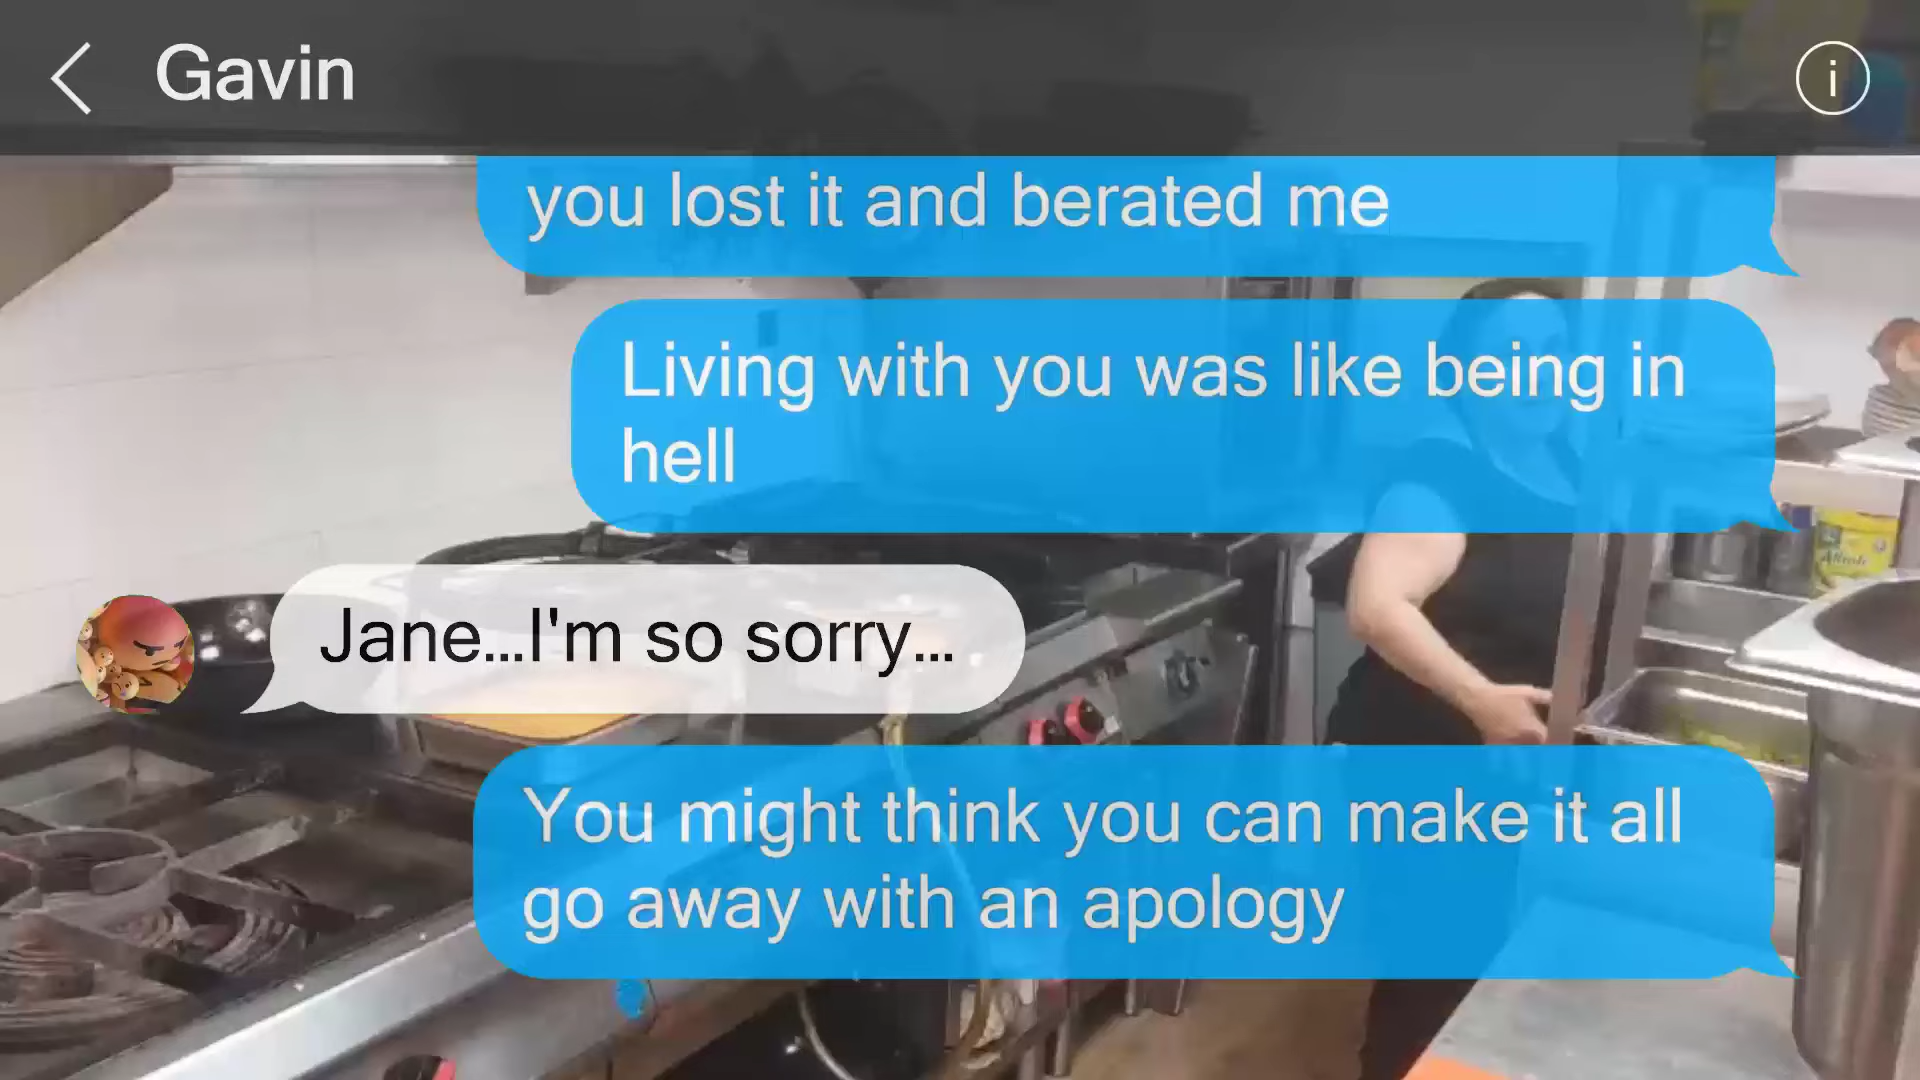 Gavin
i
you lost it and berated me
Living with you was like being in
hell
Jane...I'm so sorry...
You might think you can make it all
go away with an apology